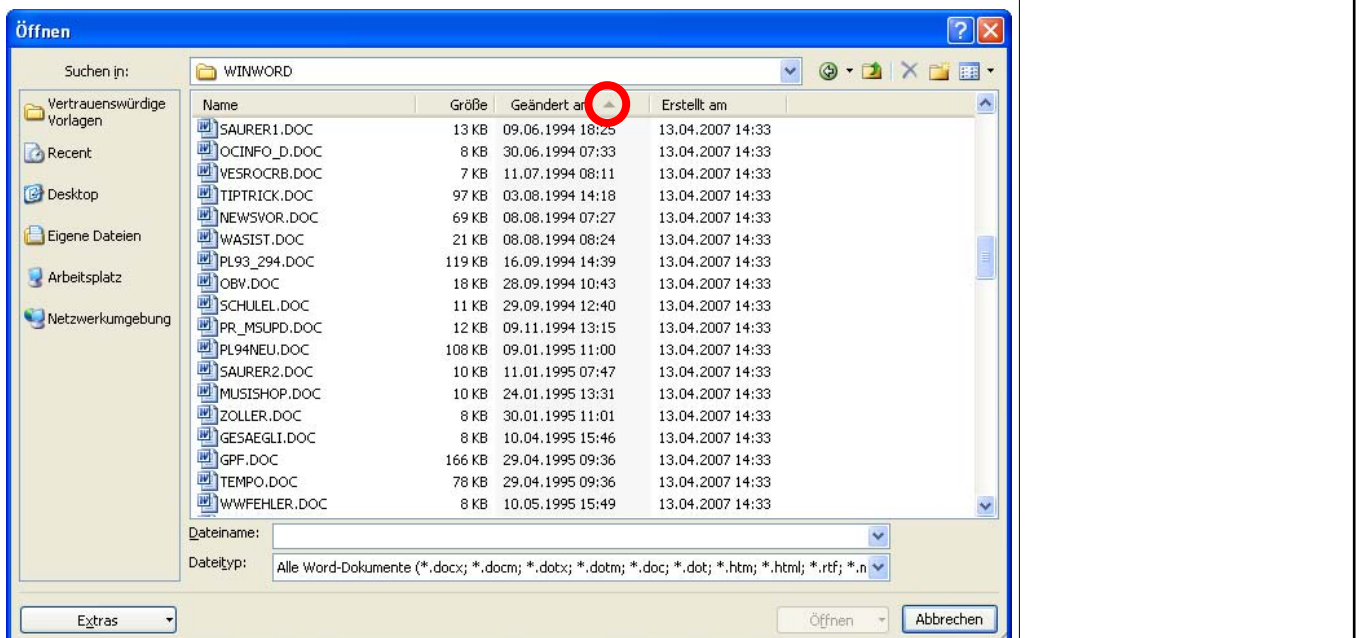 Öffnen
Suchen in: WINWORD
Vertrauenswürdige Vorlagen
Recent
Desktop
Eigene Dateien
Arbeitsplatz
Netzwerkumgebung
Name Größe Geändert an Erstellt am
SAURER1.DOC 13 KB 09.06.1994 18:25 13.04.2007 14:33
OCINFO_D.DOC 8 KB 30.06.1994 07:33 13.04.2007 14:33
VESROCRB.DOC 7 KB 11.07.1994 08:11 13.04.2007 14:33
TIPTRICK.DOC 97 KB 03.08.1994 14:18 13.04.2007 14:33
NEWSVOR.DOC 69 KB 08.08.1994 07:27 13.04.2007 14:33
WASIST.DOC 21 KB 08.08.1994 08:24 13.04.2007 14:33
PL93_294.DOC 119 KB 16.09.1994 14:39 13.04.2007 14:33
OBV.DOC 18 KB 28.09.1994 10:43 13.04.2007 14:33
SCHULEL.DOC 11 KB 29.09.1994 12:40 13.04.2007 14:33
PR_MSUPD.DOC 12 KB 09.11.1994 13:15 13.04.2007 14:33
PL94NEU.DOC 108 KB 09.01.1995 11:00 13.04.2007 14:33
SAURER2.DOC 10 KB 11.01.1995 07:47 13.04.2007 14:33
MUSISHOP.DOC 10 KB 24.01.1995 13:31 13.04.2007 14:33
ZOLLER.DOC 8 KB 30.01.1995 11:01 13.04.2007 14:33
GESAEGLI.DOC 8 KB 10.04.1995 15:46 13.04.2007 14:33
GPF.DOC 166 KB 29.04.1995 09:36 13.04.2007 14:33
TEMPO.DOC 78 KB 29.04.1995 09:36 13.04.2007 14:33
WWFEHLER.DOC 8 KB 10.05.1995 15:49 13.04.2007 14:33
Dateiname:
Dateityp: Alle Word-Dokumente (*.docx; *.docm; *.dotx; *.dotm; *.doc; *.dot; *.htm; *.html; *.rtf; *.n
Extras Öffnen Abbrechen